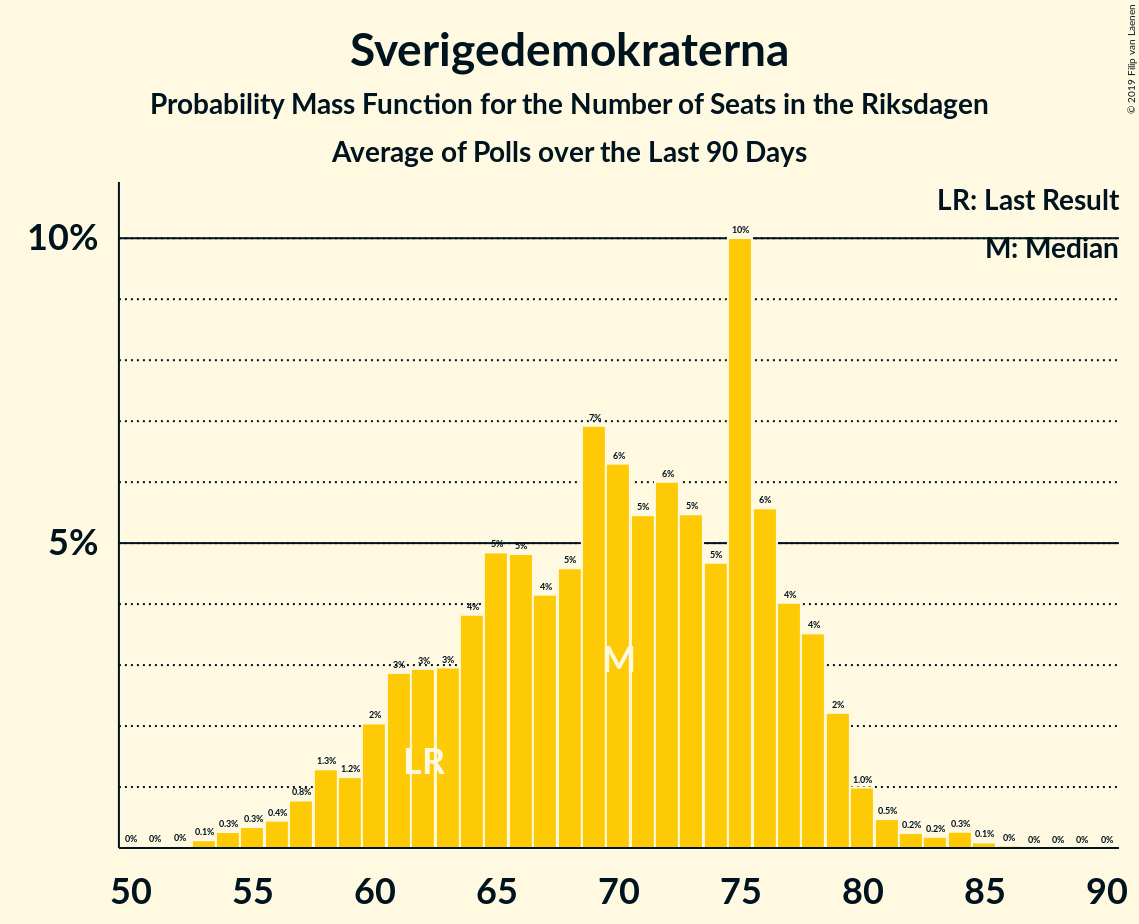 Sverigedemokraterna
Probability Mass Function for the Number of Seats in the Riksdagen
Average of Polls over the Last 90 Days
© 2019 Filip van Laenen
LR: Last Result
M: Median
10%
5%
0% 0% 0% 0.1% 0.3% 0.3% 0.4% 0.8% 1.3% 1.2% 2% 3% 3% 3% 4% 5% 5% 4% 5% 7% 6% 5% 6% 5% 5% 10% 6% 4% 4% 2% 1.0% 0.5% 0.2% 0.2% 0.3% 0.1% 0% 0% 0% 0% 0%
M
LR
50 55 60 65 70 75 80 85 90